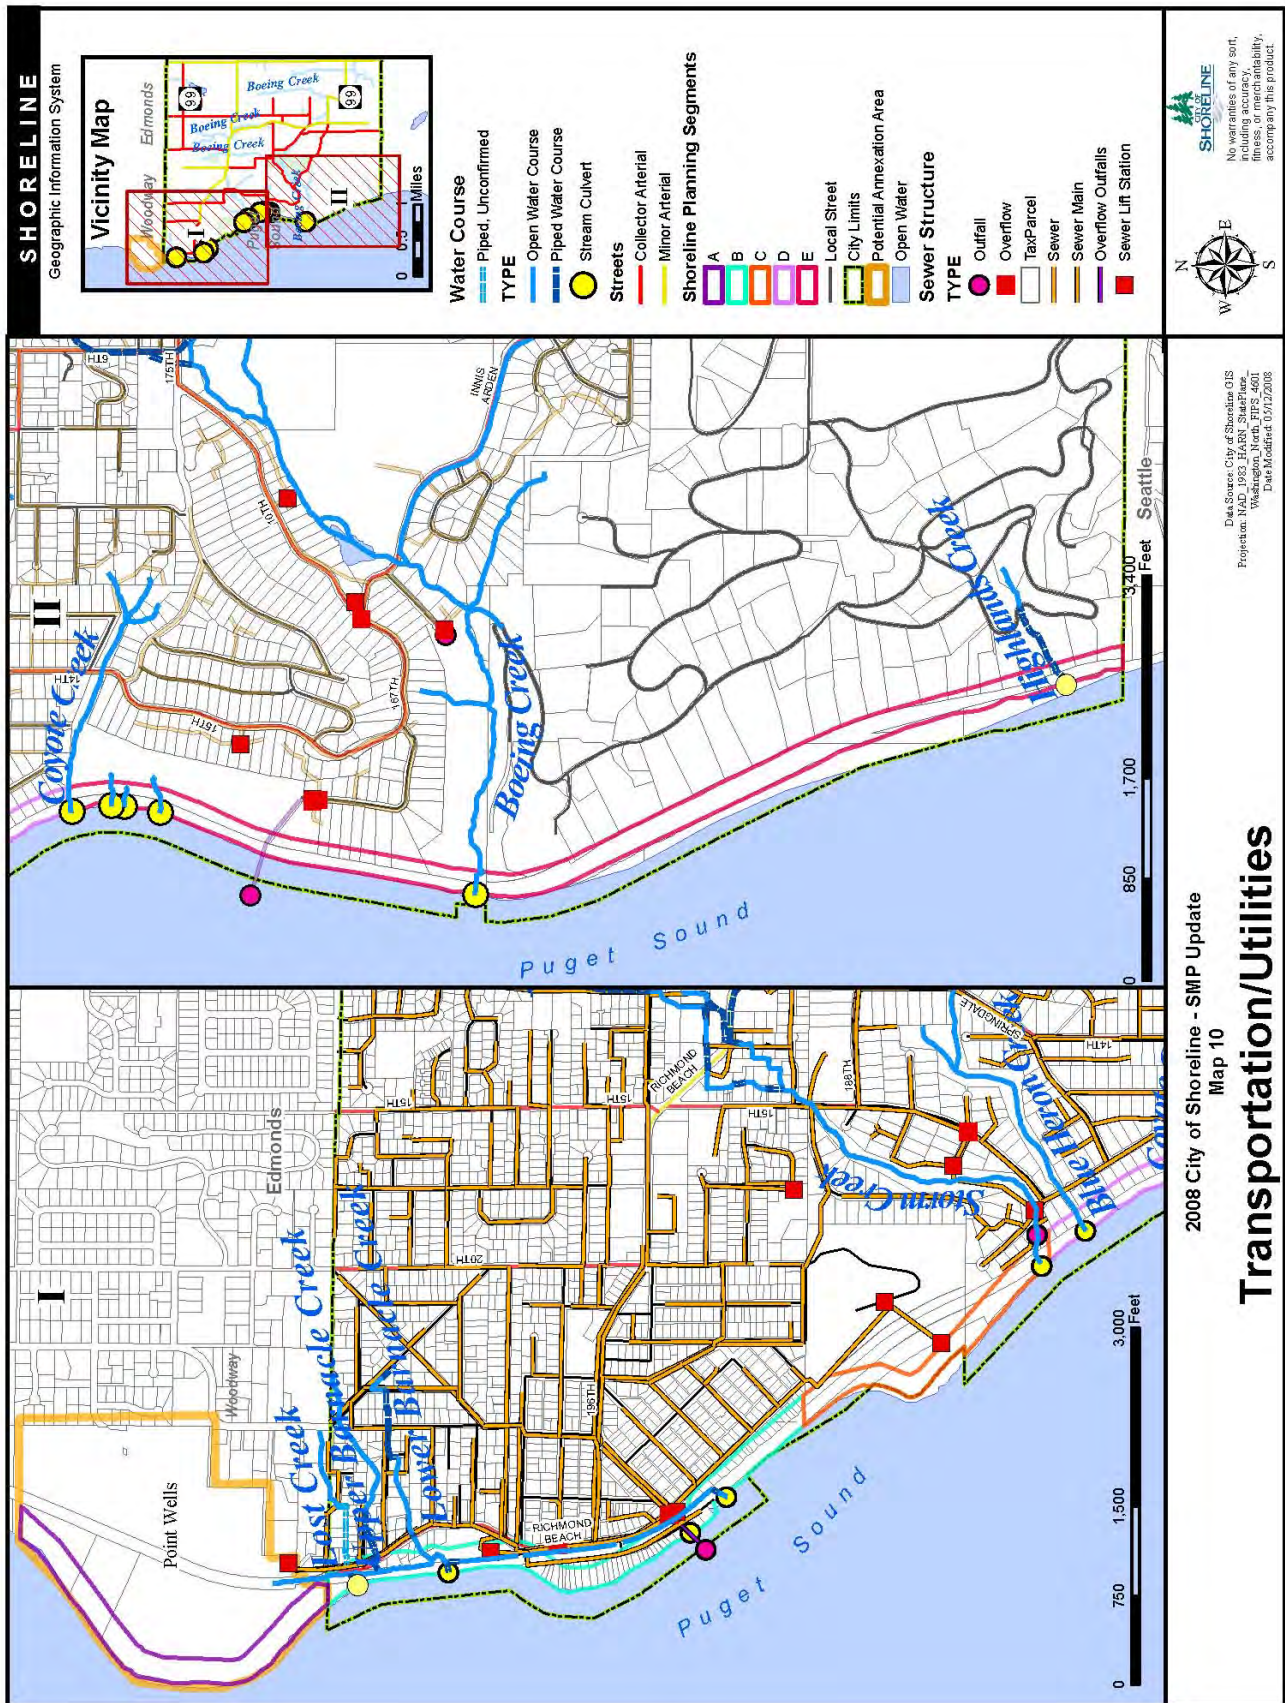 SHORELINE
Geographic Information System
Vicinity Map
Woodway
Edmonds
99
Boeing Creek
Boeing Creek
Boeing Creek
99
I
Puget
Sound
Boeing Creek
II
0 0.5 1
Miles
Water Course
Piped, Unconfirmed
TYPE
Open Water Course
Piped Water Course
Stream Culvert
Streets
Collector Arterial
Minor Arterial
Shoreline Planning Segments
A
B
C
D
E
Local Street
City Limits
Potential Annexation Area
Open Water
Sewer Structure
TYPE
Outfall
Overflow
TaxParcel
Sewer
Sewer Main
Overflow Outfalls
Sewer Lift Station
N
W E
S
CITY OF
SHORELINE
No warranties of any sort,
including accuracy,
fitness, or merchantability,
accompany this product.
I
Edmonds
Woodway
Point Wells
Lost Creek
Upper Barnacle Creek
Lower Barnacle Creek
15TH
15TH
15TH
20TH
196TH
RICHMOND
BEACH
RICHMOND
BEACH
188TH
Storm Creek
SPRINGDALE
14TH
Blue Heron Creek
Coyote
Puget Sound
0 750 1,500 3,000
Feet
II
Coyote Creek
14TH
15TH
6TH
175TH
10TH
167TH
INNIS
ARDEN
Boeing Creek
Highlands Creek
Puget Sound
Seattle
0 850 1,700 3,400
Feet
2008 City of Shoreline - SMP Update
Map 10
Transportation/Utilities
Data Source: City of Shoreline GIS
Projection: NAD_1983_HARN_StatePlane_
Washington_North_FIPS_4601
Date Modified: 05/12/2008